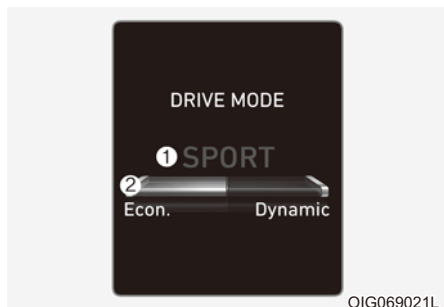 DRIVE MODE
1 SPORT
2
Econ. Dynamic
OIG069021L